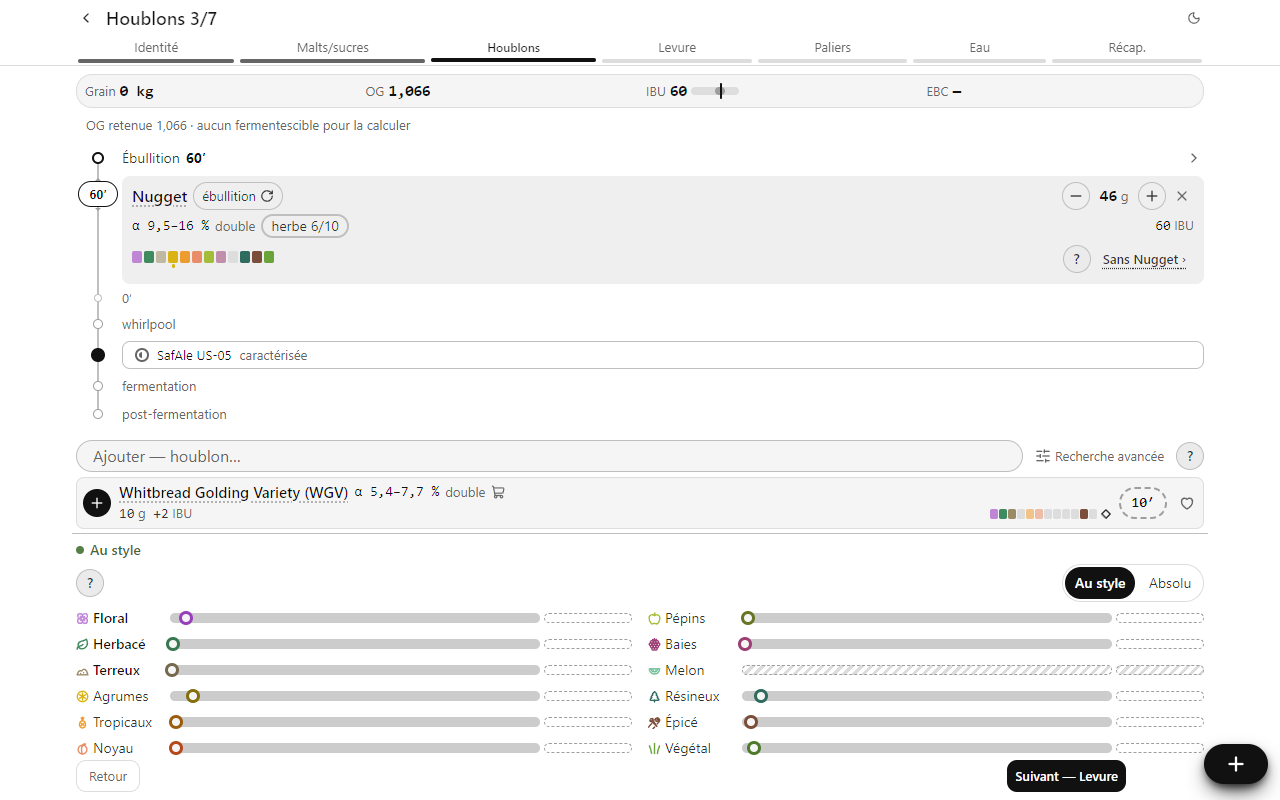 Houblons 3/7
Identité Malts/sucres Houblons Levure Paliers Eau Récap.
Grain 0 kg OG 1,066 IBU 60 EBC —
OG retenue 1,066 · aucun fermentescible pour la calculer
Ébullition 60′
60′ Nugget ébullition − 46 g + ×
α 9,5–16 % double herbe 6/10 60 IBU
? Sans Nugget ›
0′
whirlpool
SafAle US-05 caractérisée
fermentation
post-fermentation
Ajouter — houblon... Recherche avancée ?
+ Whitbread Golding Variety (WGV) α 5,4–7,7 % double
10 g +2 IBU 10′
Au style
? Au style Absolu
Floral Pépins
Herbacé Baies
Terreux Melon
Agrumes Résineux
Tropicaux Épicé
Noyau Végétal
Retour Suivant — Levure +